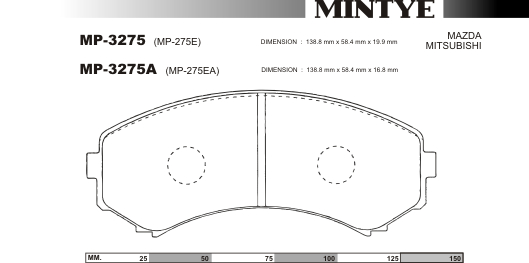 MINTYE
MP-3275 (MP-275E) DIMENSION : 138.8 mm x 58.4 mm x 19.9 mm MAZDA
MITSUBISHI
MP-3275A (MP-275EA) DIMENSION : 138.8 mm x 58.4 mm x 16.8 mm
MM. 25 50 75 100 125 150